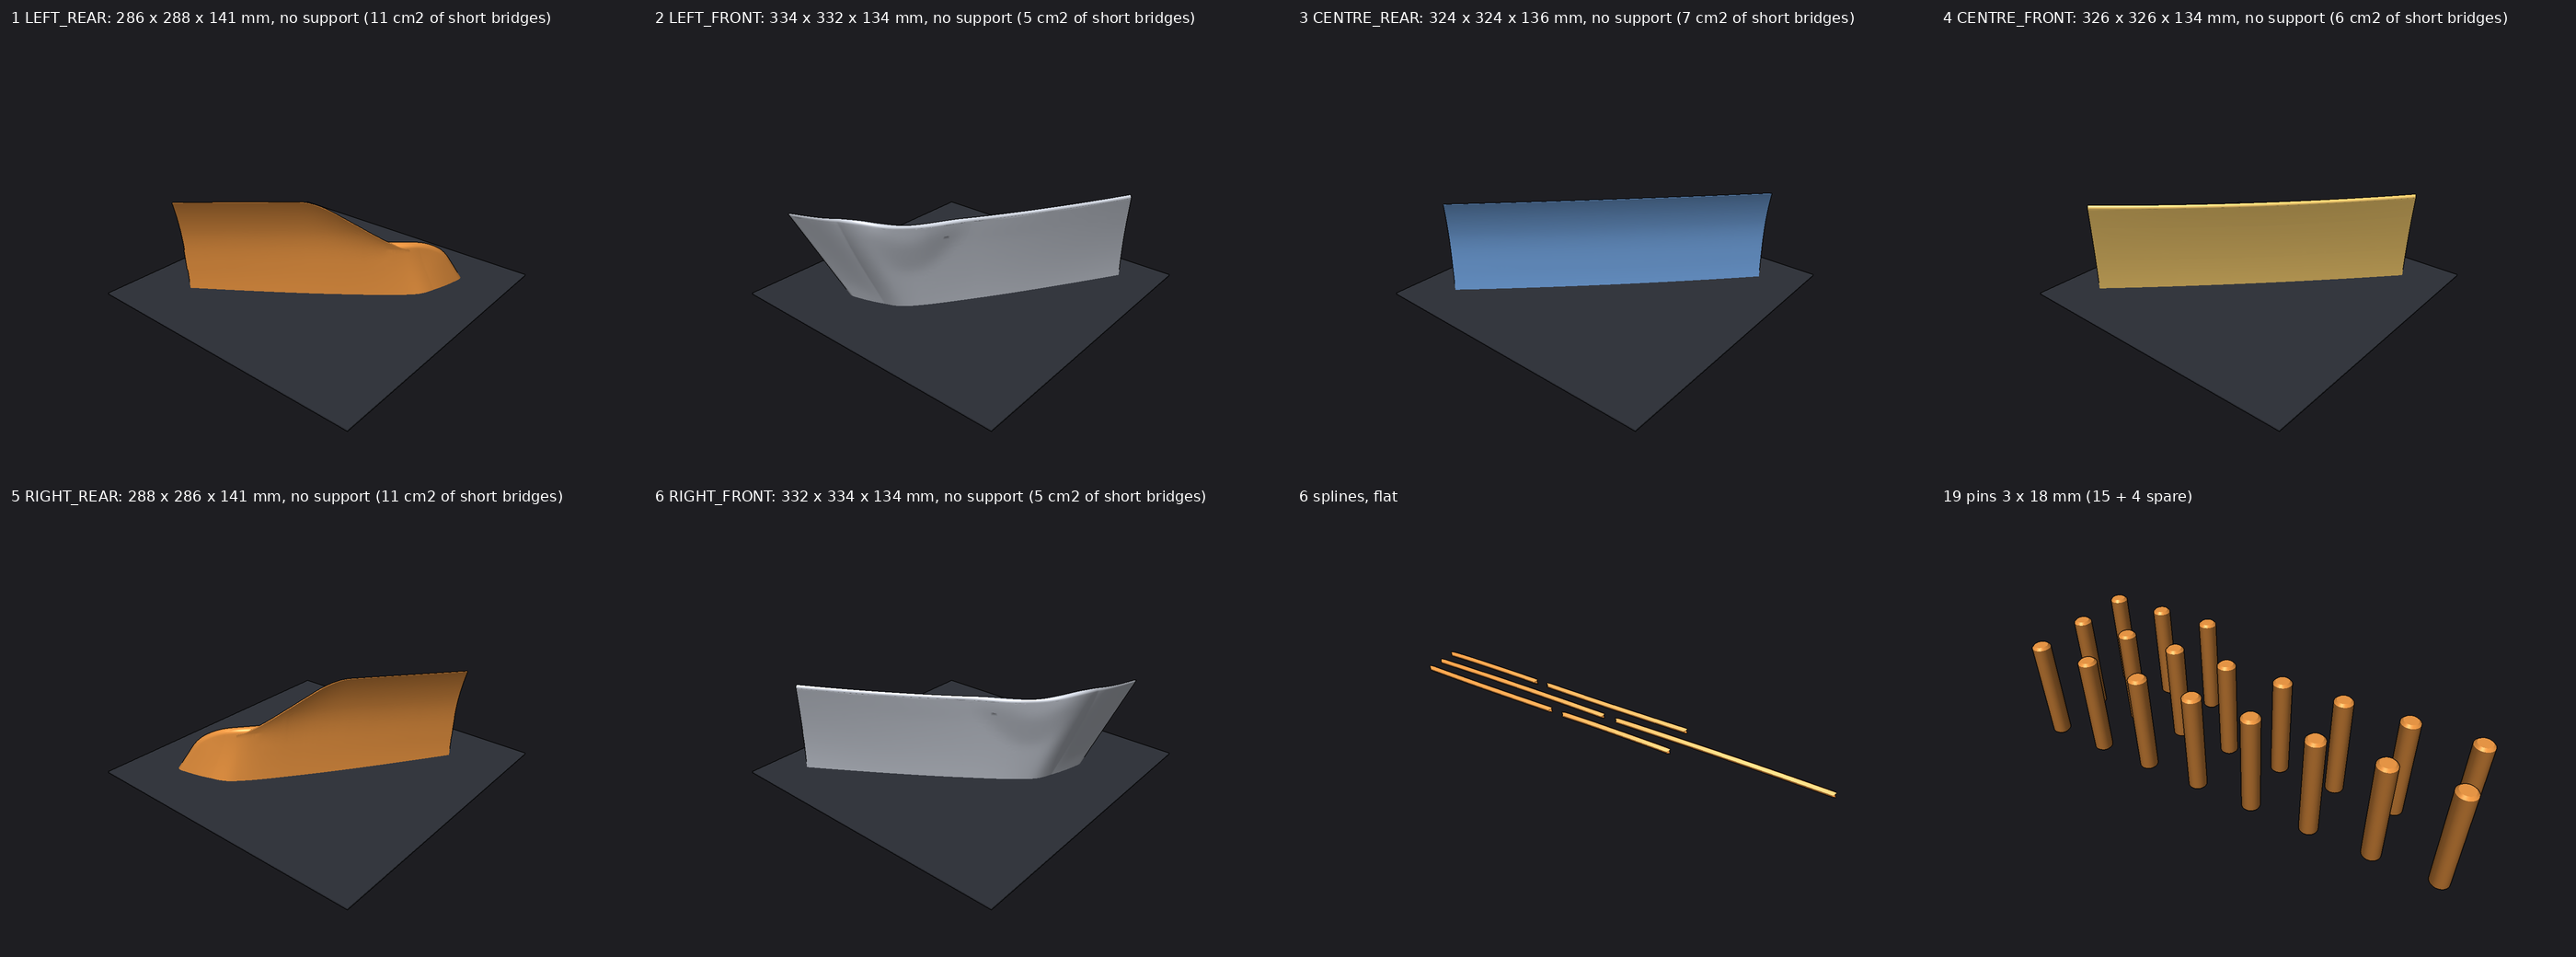 1 LEFT_REAR: 286 x 288 x 141 mm, no support (11 cm2 of short bridges)
2 LEFT_FRONT: 334 x 332 x 134 mm, no support (5 cm2 of short bridges)
3 CENTRE_REAR: 324 x 324 x 136 mm, no support (7 cm2 of short bridges)
4 CENTRE_FRONT: 326 x 326 x 134 mm, no support (6 cm2 of short bridges)
5 RIGHT_REAR: 288 x 286 x 141 mm, no support (11 cm2 of short bridges)
6 RIGHT_FRONT: 332 x 334 x 134 mm, no support (5 cm2 of short bridges)
6 splines, flat
19 pins 3 x 18 mm (15 + 4 spare)